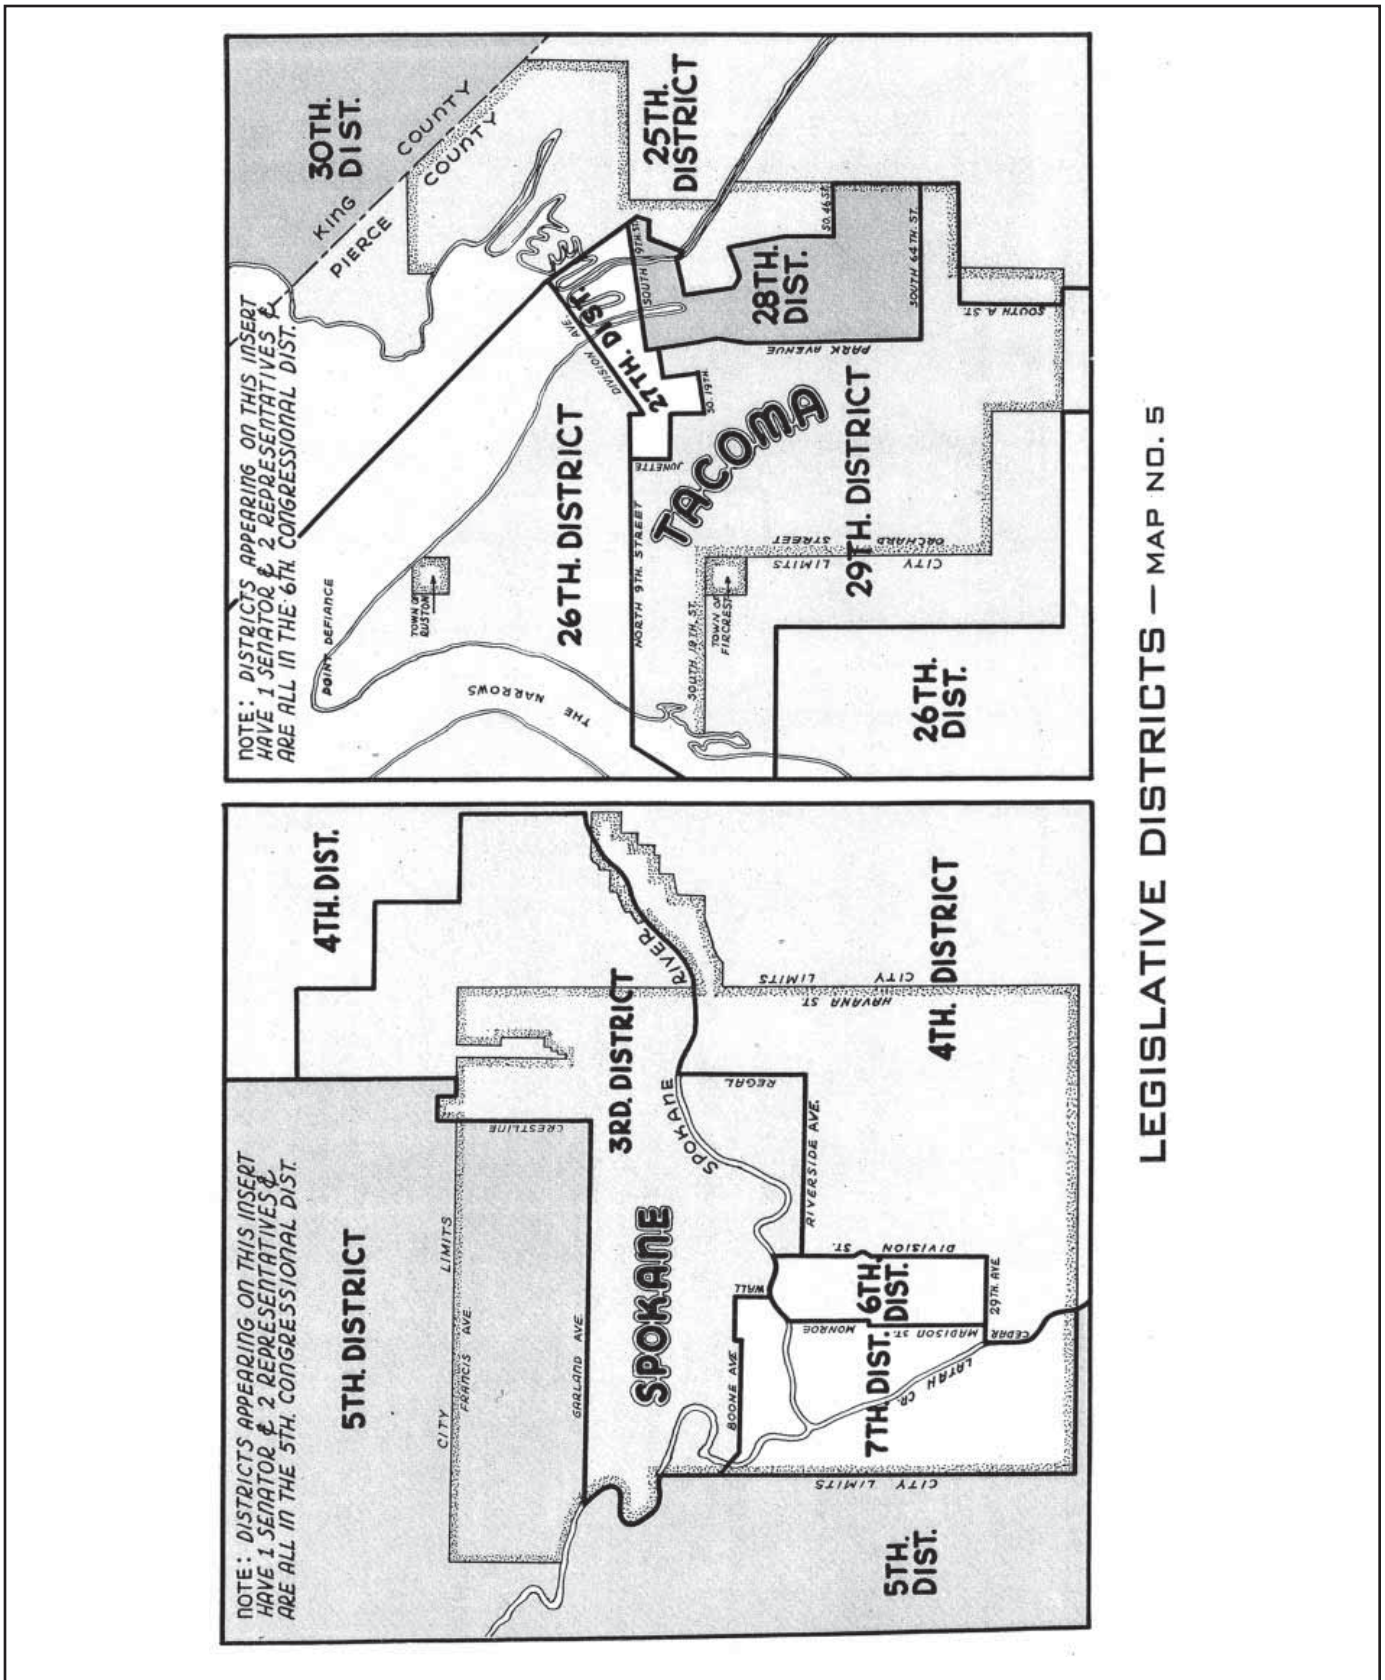 NOTE: DISTRICTS APPEARING ON THIS INSERT
HAVE 1 SENATOR & 2 REPRESENTATIVES &
ARE ALL IN THE 5TH. CONGRESSIONAL DIST.
4TH. DIST.
5TH. DISTRICT
CITY LIMITS
FRANCIS AVE.
CRESTLINE
GARLAND AVE.
3RD. DISTRICT
SPOKANE
SPOKANE RIVER
REGAL
RIVERSIDE AVE.
WALL
BOONE AVE.
DIVISION ST.
MONROE
MADISON ST.
6TH.
DIST.
7TH. DIST.
LATAH CR.
CEDAR
29TH. AVE.
HAVANA ST.
CITY LIMITS
4TH. DISTRICT
CITY LIMITS
5TH.
DIST.
NOTE: DISTRICTS APPEARING ON THIS INSERT
HAVE 1 SENATOR & 2 REPRESENTATIVES &
ARE ALL IN THE 6TH. CONGRESSIONAL DIST.
30TH.
DIST.
KING COUNTY
PIERCE COUNTY
POINT DEFIANCE
TOWN OF
RUSTON
THE NARROWS
26TH. DISTRICT
DIVISION AVE.
27TH. DIST.
25TH.
DISTRICT
NORTH 9TH. STREET
JUNETTE
SO. 19TH.
SOUTH 9TH. ST.
TACOMA
SOUTH 19TH. ST.
TOWN OF
FIRCREST
28TH.
DIST.
PARK AVENUE
SO. 46 ST.
SOUTH 64TH. ST.
ORCHARD STREET
CITY LIMITS
29TH. DISTRICT
SOUTH A. ST.
26TH.
DIST.
LEGISLATIVE DISTRICTS — MAP NO. 5